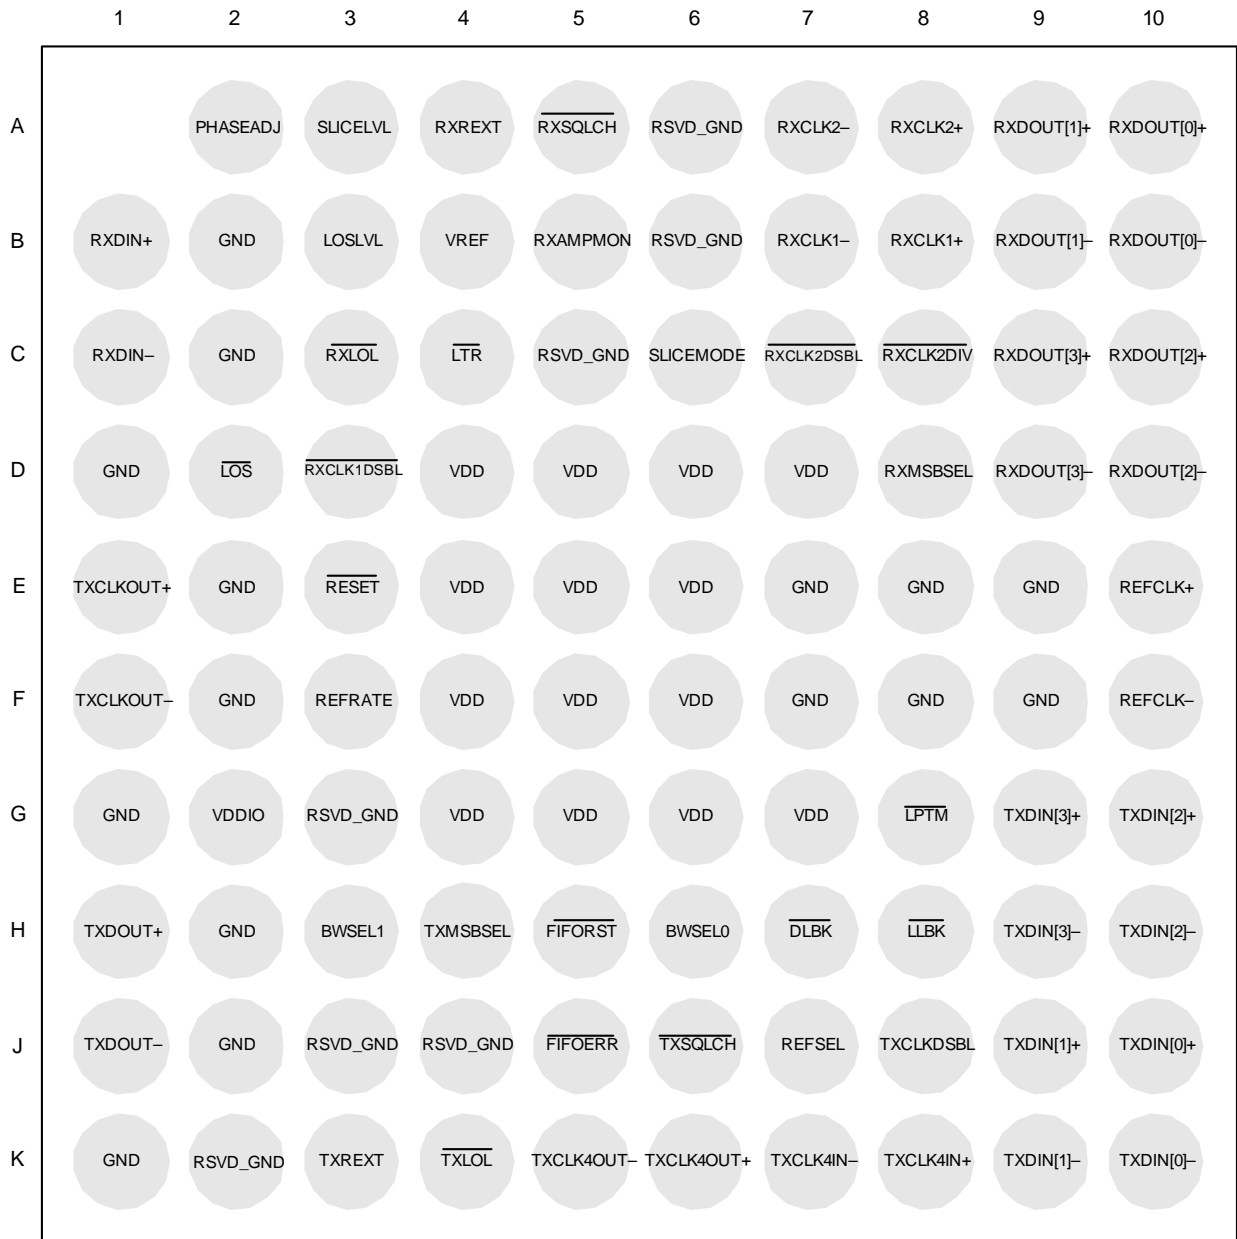 1 2 3 4 5 6 7 8 9 10
A PHASEADJ SLICELVL RXREXT RXSQLCH RSVD_GND RXCLK2– RXCLK2+ RXDOUT[1]+ RXDOUT[0]+
B RXDIN+ GND LOSLVL VREF RXAMPMON RSVD_GND RXCLK1– RXCLK1+ RXDOUT[1]– RXDOUT[0]–
C RXDIN– GND RXLOL LTR RSVD_GND SLICEMODE RXCLK2DSBL RXCLK2DIV RXDOUT[3]+ RXDOUT[2]+
D GND LOS RXCLK1DSBL VDD VDD VDD VDD RXMSBSEL RXDOUT[3]– RXDOUT[2]–
E TXCLKOUT+ GND RESET VDD VDD VDD GND GND GND REFCLK+
F TXCLKOUT– GND REFRATE VDD VDD VDD GND GND GND REFCLK–
G GND VDDIO RSVD_GND VDD VDD VDD VDD LPTM TXDIN[3]+ TXDIN[2]+
H TXDOUT+ GND BWSEL1 TXMSBSEL FIFORST BWSEL0 DLBK LLBK TXDIN[3]– TXDIN[2]–
J TXDOUT– GND RSVD_GND RSVD_GND FIFOERR TXSQLCH REFSEL TXCLKDSBL TXDIN[1]+ TXDIN[0]+
K GND RSVD_GND TXREXT TXLOL TXCLK4OUT– TXCLK4OUT+ TXCLK4IN– TXCLK4IN+ TXDIN[1]– TXDIN[0]–